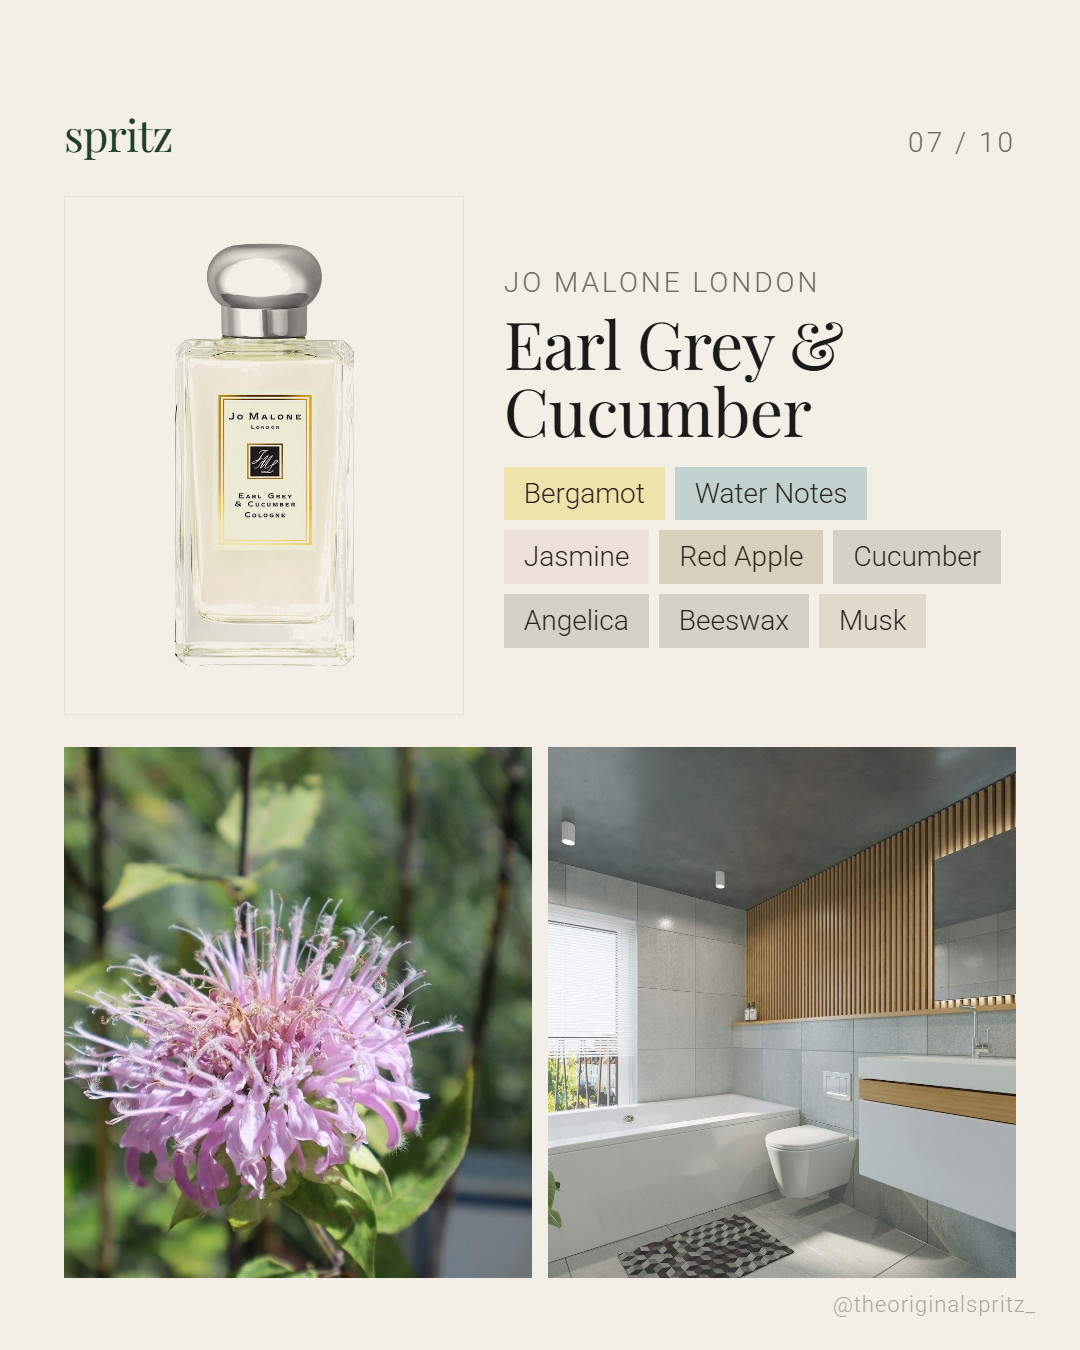 spritz
07 / 10
JO MALONE
LONDON
JML
EARL GREY
& CUCUMBER
COLOGNE
JO MALONE LONDON
Earl Grey &
Cucumber
Bergamot Water Notes
Jasmine Red Apple Cucumber
Angelica Beeswax Musk
@theoriginalspritz_